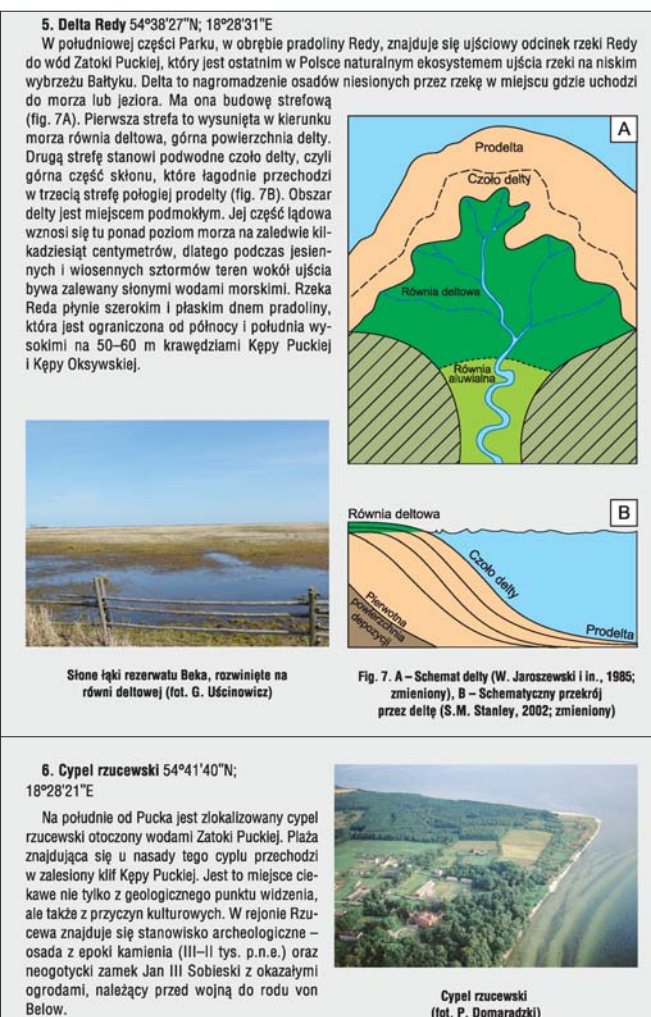 5. Delta Redy 54°38'27"N; 18°28'31"E
W południowej części Parku, w obrębie pradoliny Redy, znajduje się ujściowy odcinek rzeki Redy
do wód Zatoki Puckiej, który jest ostatnim w Polsce naturalnym ekosystemem ujścia rzeki na niskim
wybrzeżu Bałtyku. Delta to nagromadzenie osadów niesionych przez rzekę w miejscu gdzie uchodzi
do morza lub jeziora. Ma ona budowę strefową
(fig. 7A). Pierwsza strefa to wysunięta w kierunku
morza równia deltowa, górna powierzchnia delty.
Drugą strefę stanowi podwodne czoło delty, czyli
górna część skłonu, które łagodnie przechodzi
w trzecią strefę połogiej prodelty (fig. 7B). Obszar
delty jest miejscem podmokłym. Jej część lądowa
wznosi się tu ponad poziom morza na zaledwie kil-
kadziesiąt centymetrów, dlatego podczas jesien-
nych i wiosennych sztormów teren wokół ujścia
bywa zalewany słonymi wodami morskimi. Rzeka
Reda płynie szerokim i płaskim dnem pradoliny,
która jest ograniczona od północy i południa wy-
sokimi na 50–60 m krawędziami Kępy Puckiej
i Kępy Oksywskiej.
A
Prodelta
Czoło delty
Równia deltowa
Równia
aluwialna
B
Równia deltowa
Czoło delty
Pierwotna
powierzchnia
depozycji
Prodelta
Słone łąki rezerwatu Beka, rozwinięte na
równi deltowej (fot. G. Uścinowicz)
Fig. 7. A – Schemat delty (W. Jaroszewski i in., 1985;
zmieniony), B – Schematyczny przekrój
przez deltę (S.M. Stanley, 2002; zmieniony)
6. Cypel rzucewski 54°41'40"N;
18°28'21"E
Na południe od Pucka jest zlokalizowany cypel
rzucewski otoczony wodami Zatoki Puckiej. Plaża
znajdująca się u nasady tego cyplu przechodzi
w zalesiony klif Kępy Puckiej. Jest to miejsce cie-
kawe nie tylko z geologicznego punktu widzenia,
ale także z przyczyn kulturowych. W rejonie Rzu-
cewa znajduje się stanowisko archeologiczne –
osada z epoki kamienia (III–II tys. p.n.e.) oraz
neogotycki zamek Jan III Sobieski z okazałymi
ogrodami, należący przed wojną do rodu von
Below.
Cypel rzucewski
(fot. P. Domaradzki)